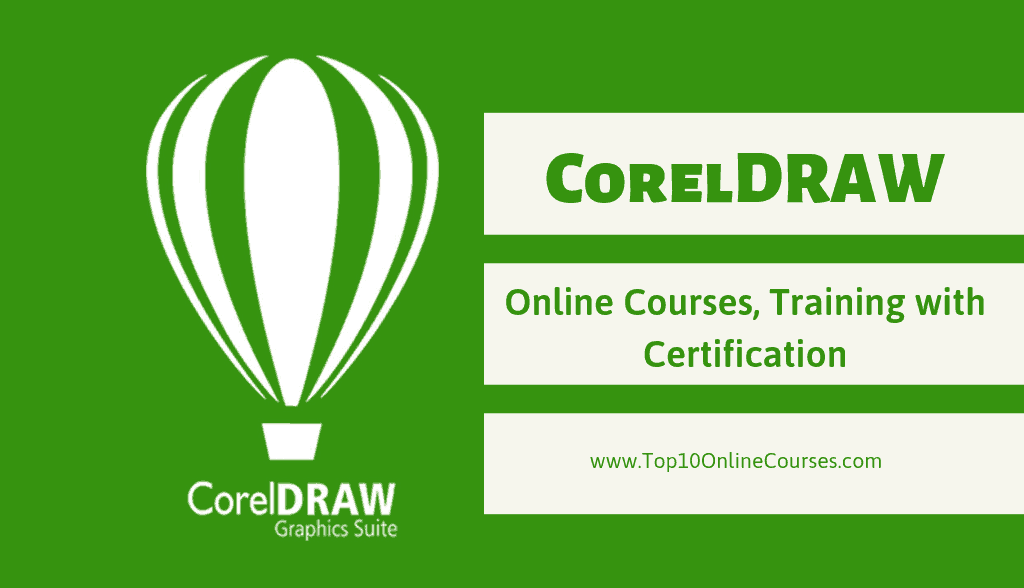 CorelDRAW
Graphics Suite
CORELDRAW
Online Courses, Training with
Certification
www.Top10OnlineCourses.com